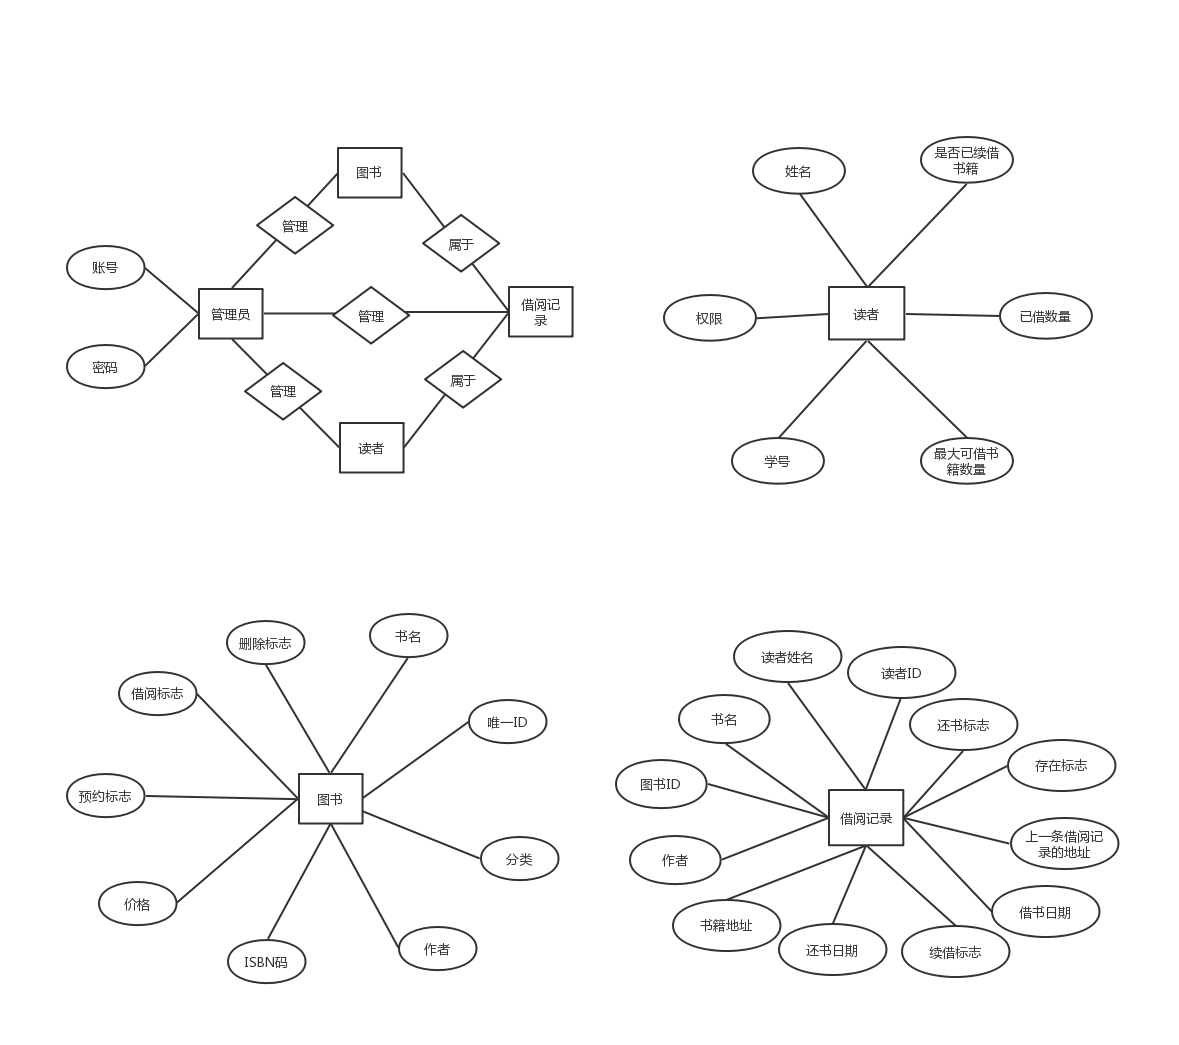 图书
管理
属于
账号
管理员
管理
借阅记
录
密码
管理
属于
读者
姓名
是否已续借
书籍
权限
读者
已借数量
学号
最大可借书
籍数量
删除标志
书名
借阅标志
唯一ID
预约标志
图书
分类
价格
作者
ISBN码
读者姓名
读者ID
书名
还书标志
存在标志
图书ID
借阅记录
上一条借阅记
录的地址
作者
借书日期
书籍地址
还书日期
续借标志